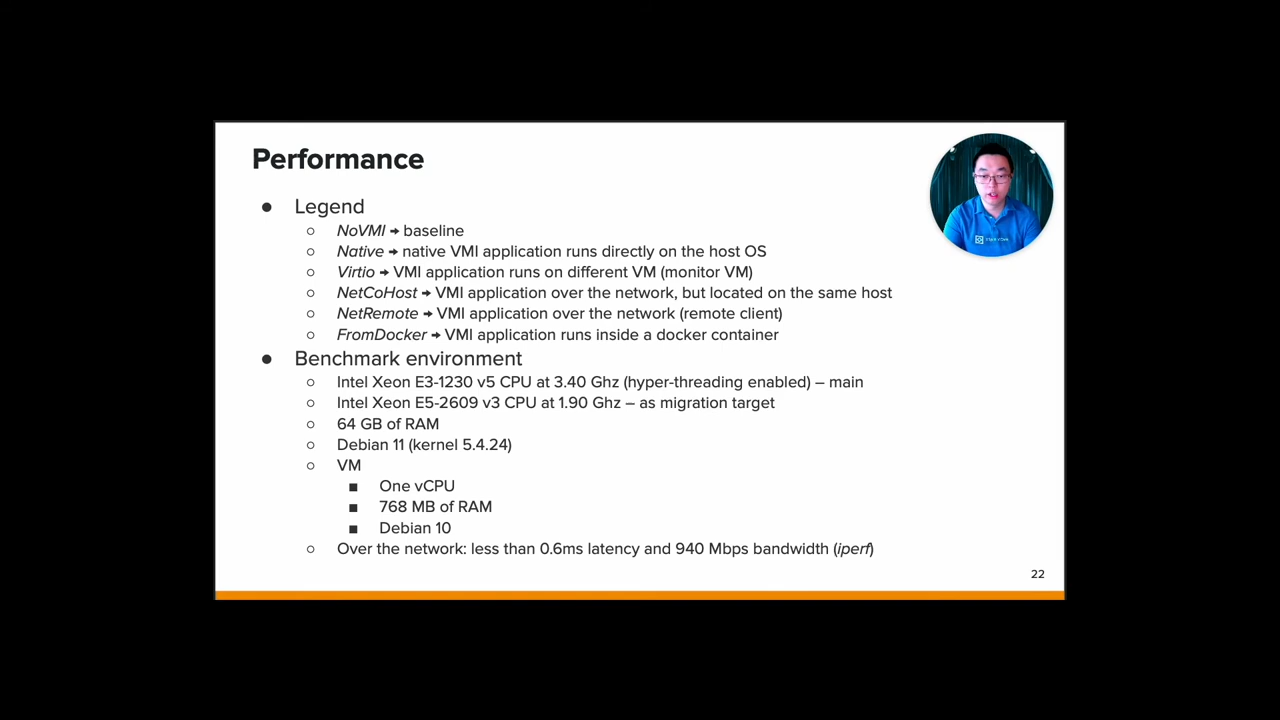 Performance
● Legend
○ NoVMI → baseline
○ Native → native VMI application runs directly on the host OS
○ Virtio → VMI application runs on different VM (monitor VM)
○ NetCoHost → VMI application over the network, but located on the same host
○ NetRemote → VMI application over the network (remote client)
○ FromDocker → VMI application runs inside a docker container
● Benchmark environment
○ Intel Xeon E3-1230 v5 CPU at 3.40 Ghz (hyper-threading enabled) – main
○ Intel Xeon E5-2609 v3 CPU at 1.90 Ghz – as migration target
○ 64 GB of RAM
○ Debian 11 (kernel 5.4.24)
○ VM
■ One vCPU
■ 768 MB of RAM
■ Debian 10
○ Over the network: less than 0.6ms latency and 940 Mbps bandwidth (iperf)
22